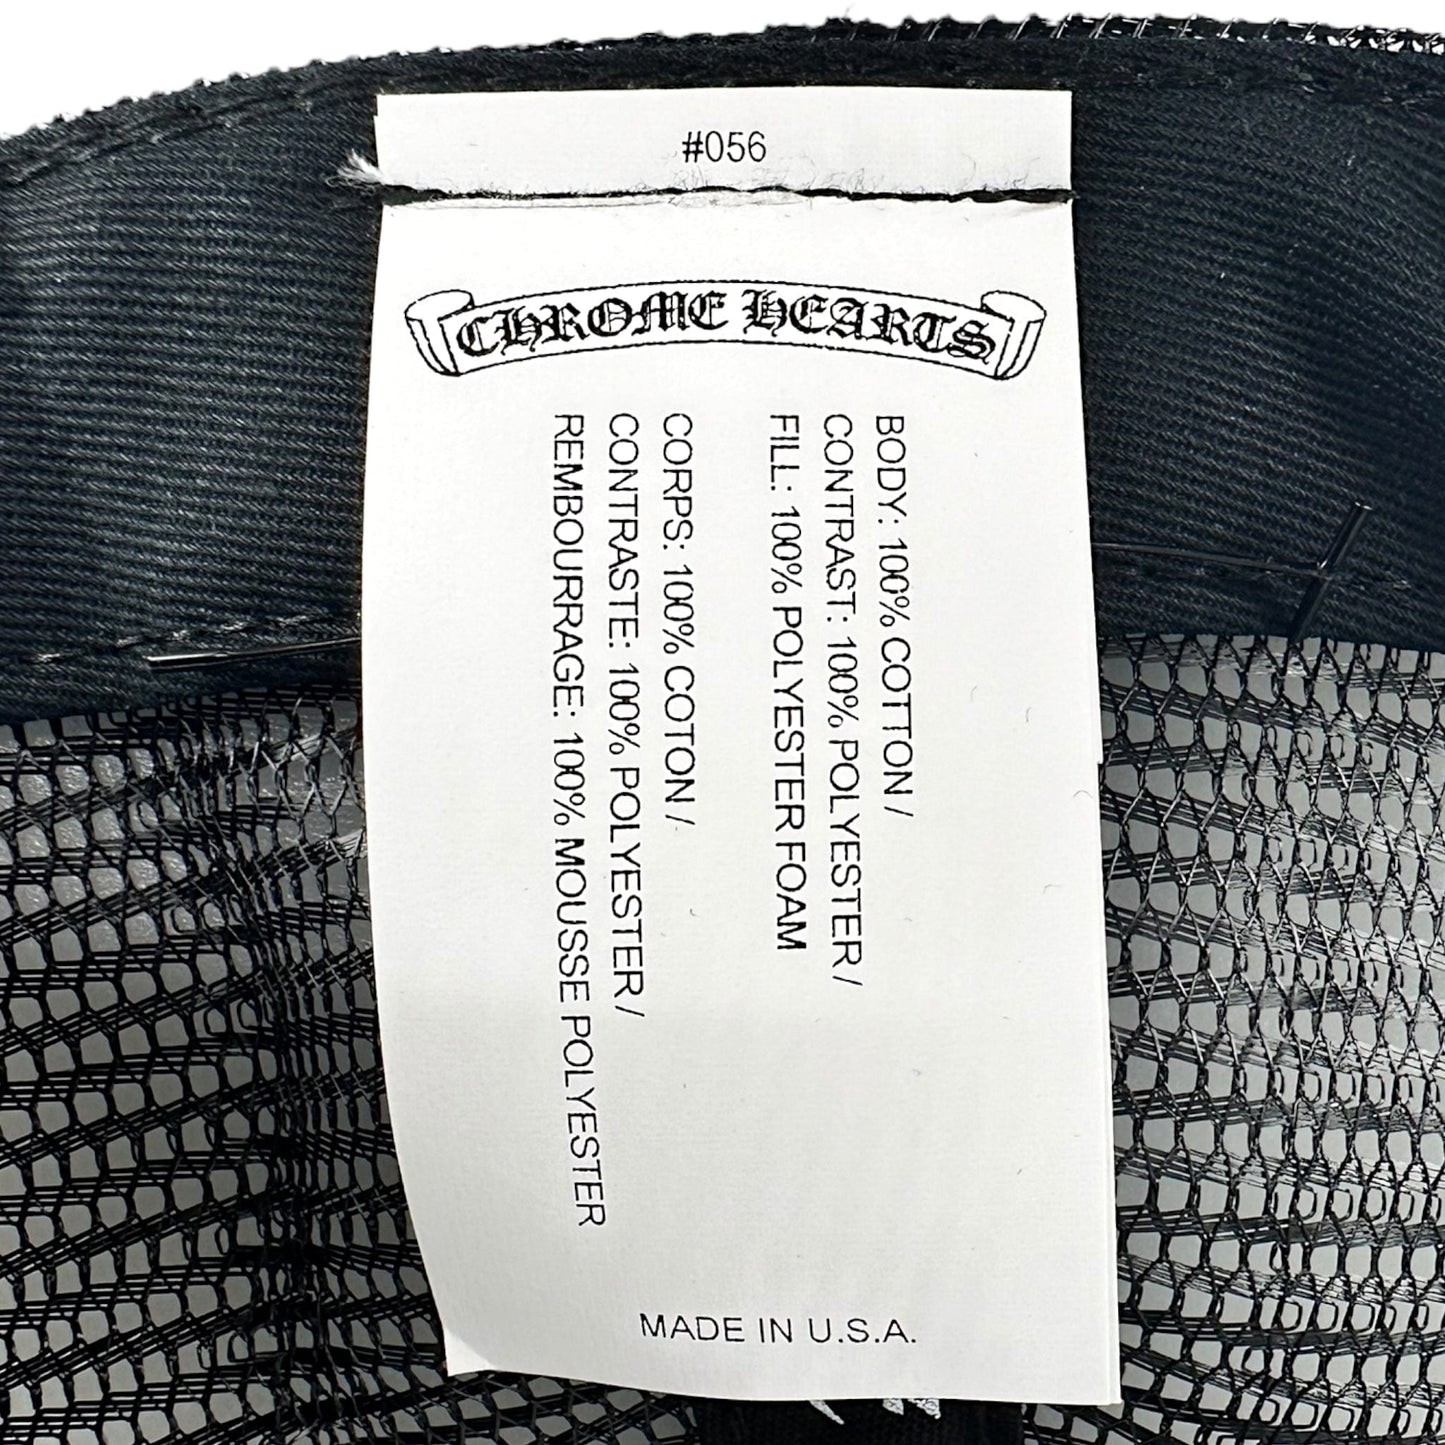 #056
CHROME HEARTS
BODY: 100% COTTON /
CONTRAST: 100% POLYESTER /
FILL: 100% POLYESTER FOAM
CORPS: 100% COTON /
CONTRASTE: 100% POLYESTER /
REMBOURRAGE: 100% MOUSSE POLYESTER
MADE IN U.S.A.